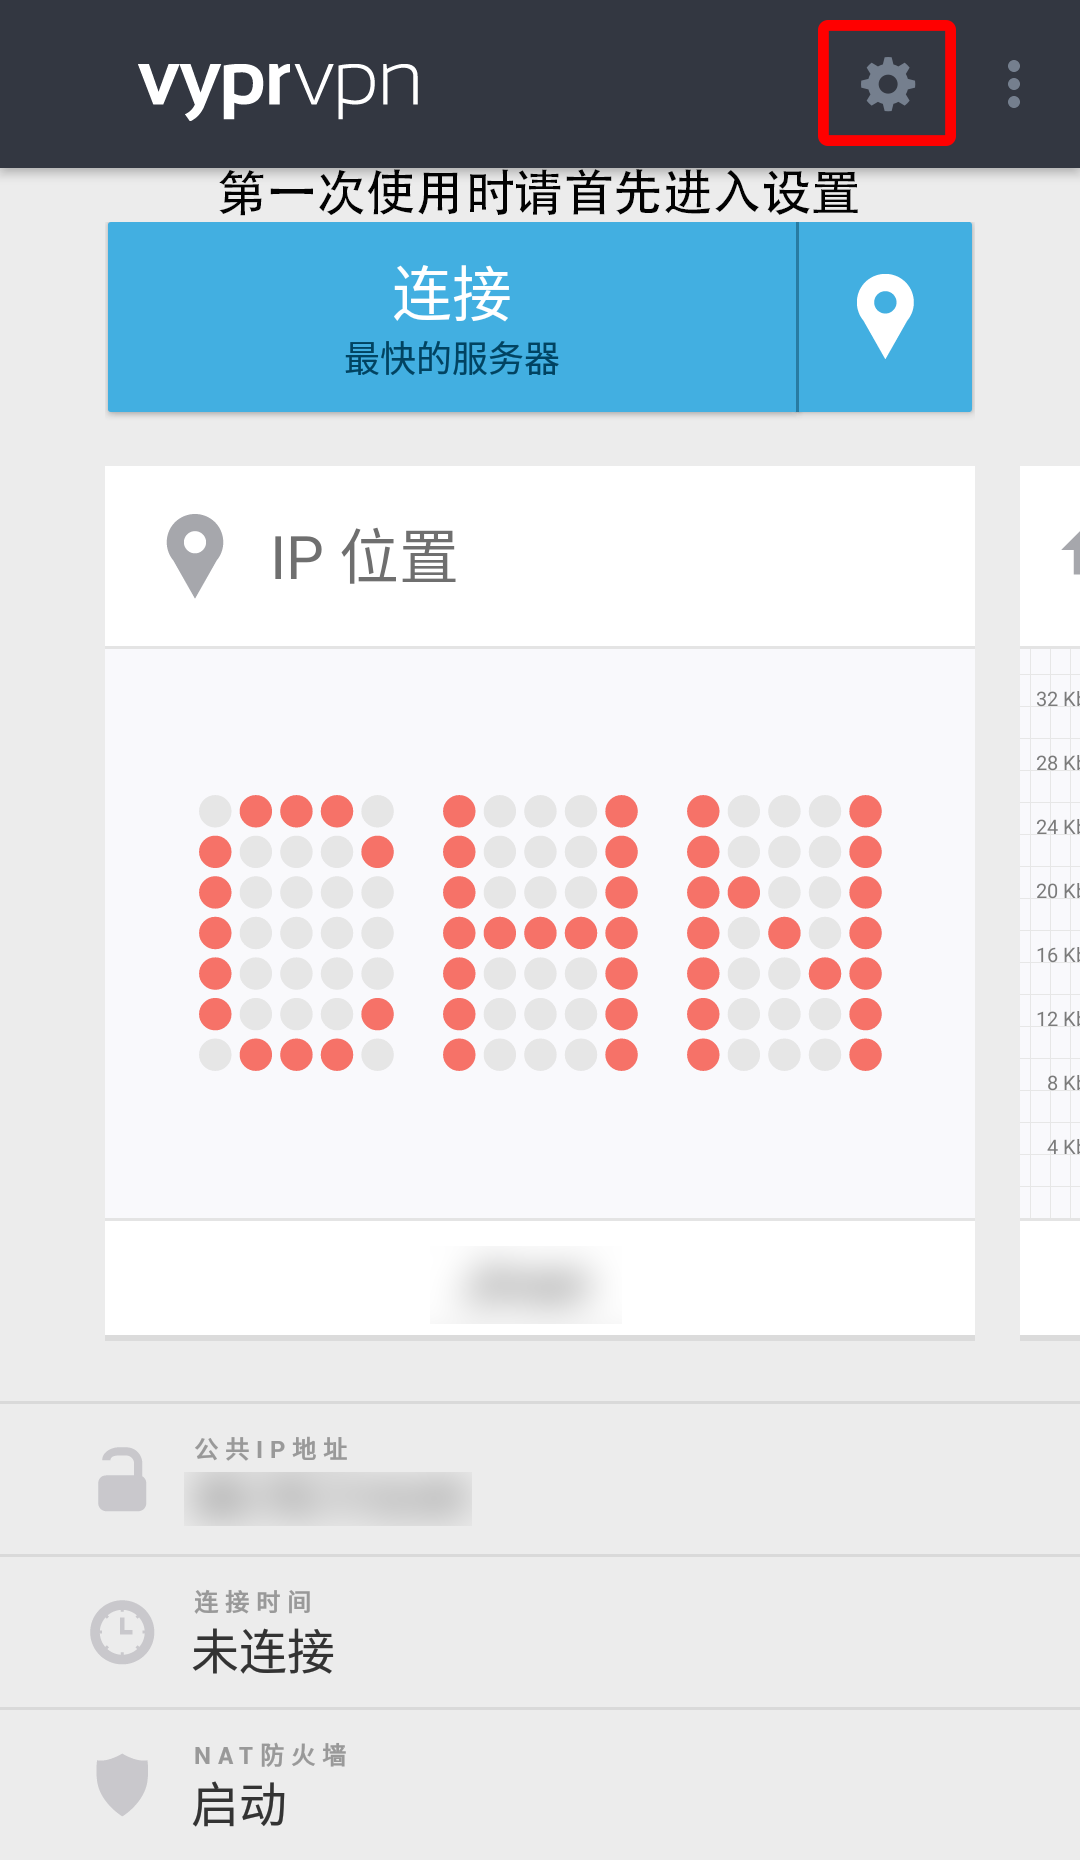 vyprvpn
第一次使用时请首先进入设置
连接
最快的服务器
IP 位置
CHN
32 Kb
28 Kb
24 Kb
20 Kb
16 Kb
12 Kb
8 Kb
4 Kb
公共IP地址
连接时间
未连接
NAT防火墙
启动